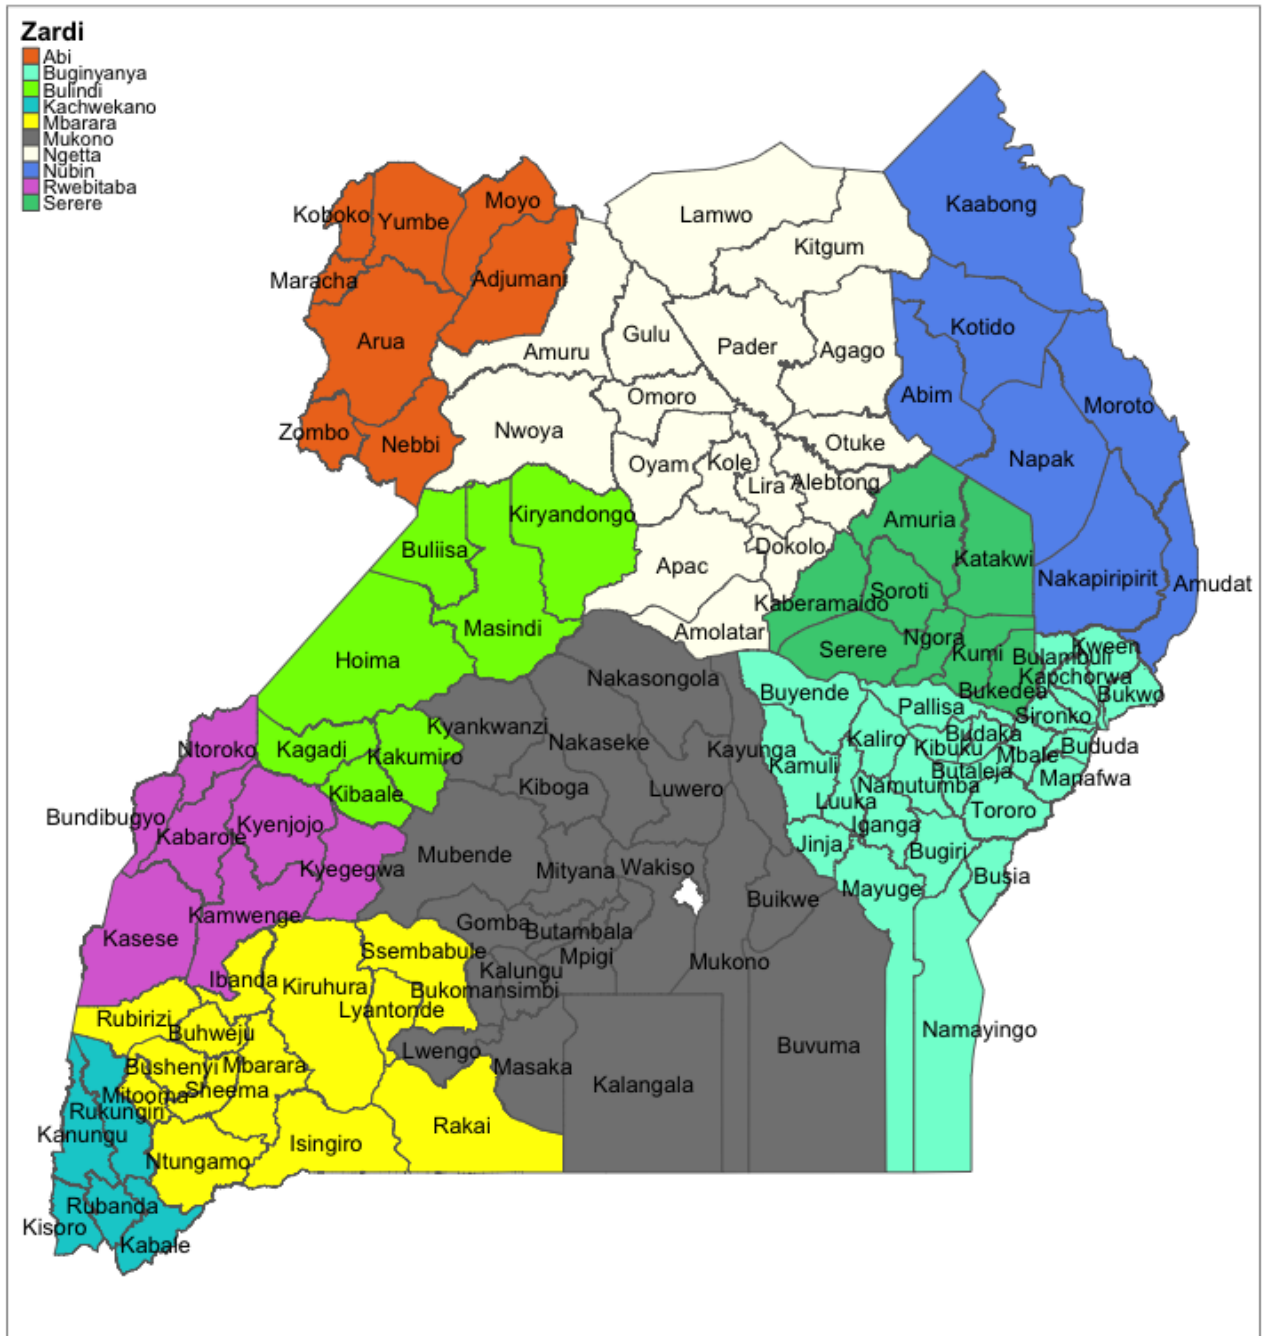 Zardi
Abi
Buginyanya
Bulindi
Kachwekano
Mbarara
Mukono
Ngetta
Nubin
Rwebitaba
Serere
Kaabong
Koboko
Yumbe
Moyo
Lamwo
Kitgum
Maracha
Adjumani
Arua
Amuru
Gulu
Pader
Agago
Kotido
Abim
Moroto
Omoro
Zombo
Nebbi
Nwoya
Otuke
Napak
Oyam
Kole
Lira
Alebtong
Kiryandongo
Amuria
Buliisa
Dokolo
Katakwi
Apac
Nakapiripirit
Amudat
Kaberamaido
Soroti
Masindi
Amolatar
Ngora
Serere
Kumi
Kween
Bulambuli
Hoima
Kapchorwa
Nakasongola
Buyende
Bukedea
Bukwo
Pallisa
Sironko
Kyankwanzi
Ntoroko
Kagadi
Kakumiro
Nakaseke
Kayunga
Kaliro
Budaka
Kibuku
Bududa
Mbale
Kamuli
Butaleja
Manafwa
Kibaale
Kiboga
Luwero
Namutumba
Luuka
Tororo
Bundibugyo
Kabarole
Kyenjojo
Iganga
Jinja
Bugiri
Mubende
Kyegegwa
Mityana
Wakiso
Busia
Mayuge
Buikwe
Kamwenge
Gomba
Butambala
Kasese
Ssembabule
Mpigi
Mukono
Kalungu
Ibanda
Kiruhura
Bukomansimbi
Lyantonde
Rubirizi
Buhweju
Namayingo
Buvuma
Lwengo
Bushenyi
Mbarara
Masaka
Kalangala
Mitooma
Sheema
Rukungiri
Kanungu
Rakai
Isingiro
Ntungamo
Rubanda
Kisoro
Kabale